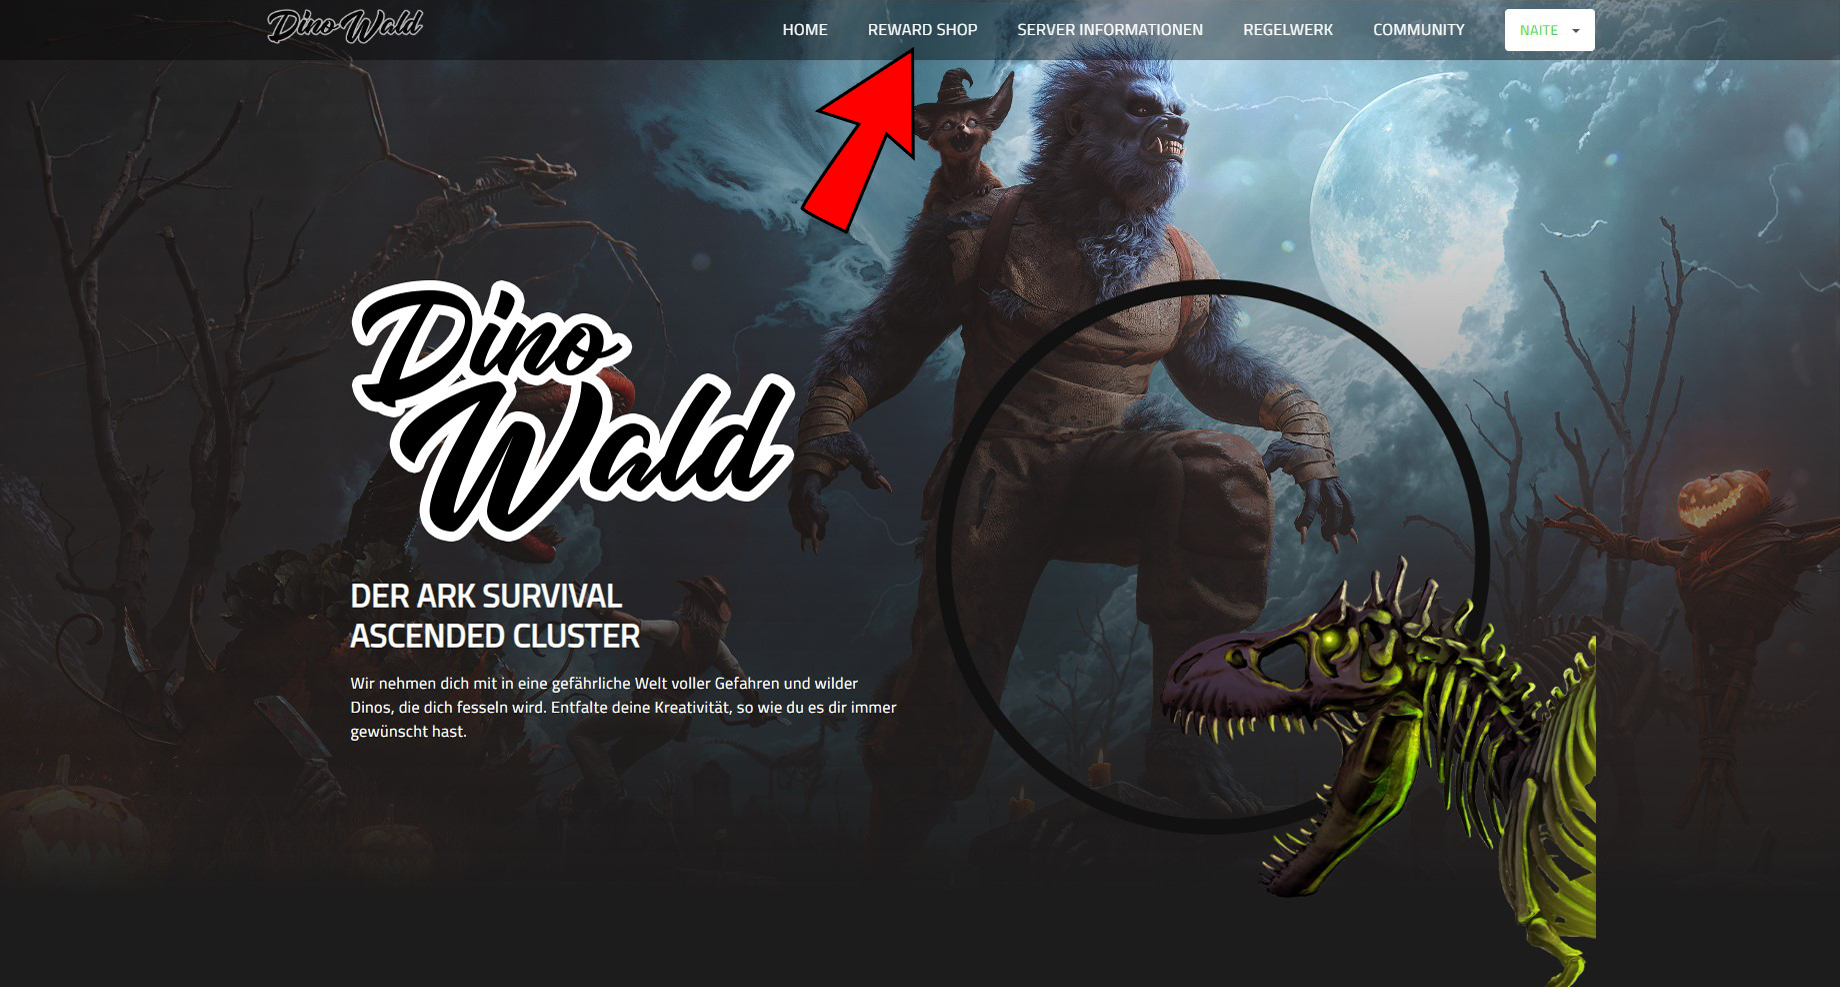 Dino Wald
HOME
REWARD SHOP
SERVER INFORMATIONEN
REGELWERK
COMMUNITY
NAITE
Dino
Wald
DER ARK SURVIVAL
ASCENDED CLUSTER
Wir nehmen dich mit in eine gefährliche Welt voller Gefahren und wilder
Dinos, die dich fesseln wird. Entfalte deine Kreativität, so wie du es dir immer
gewünscht hast.